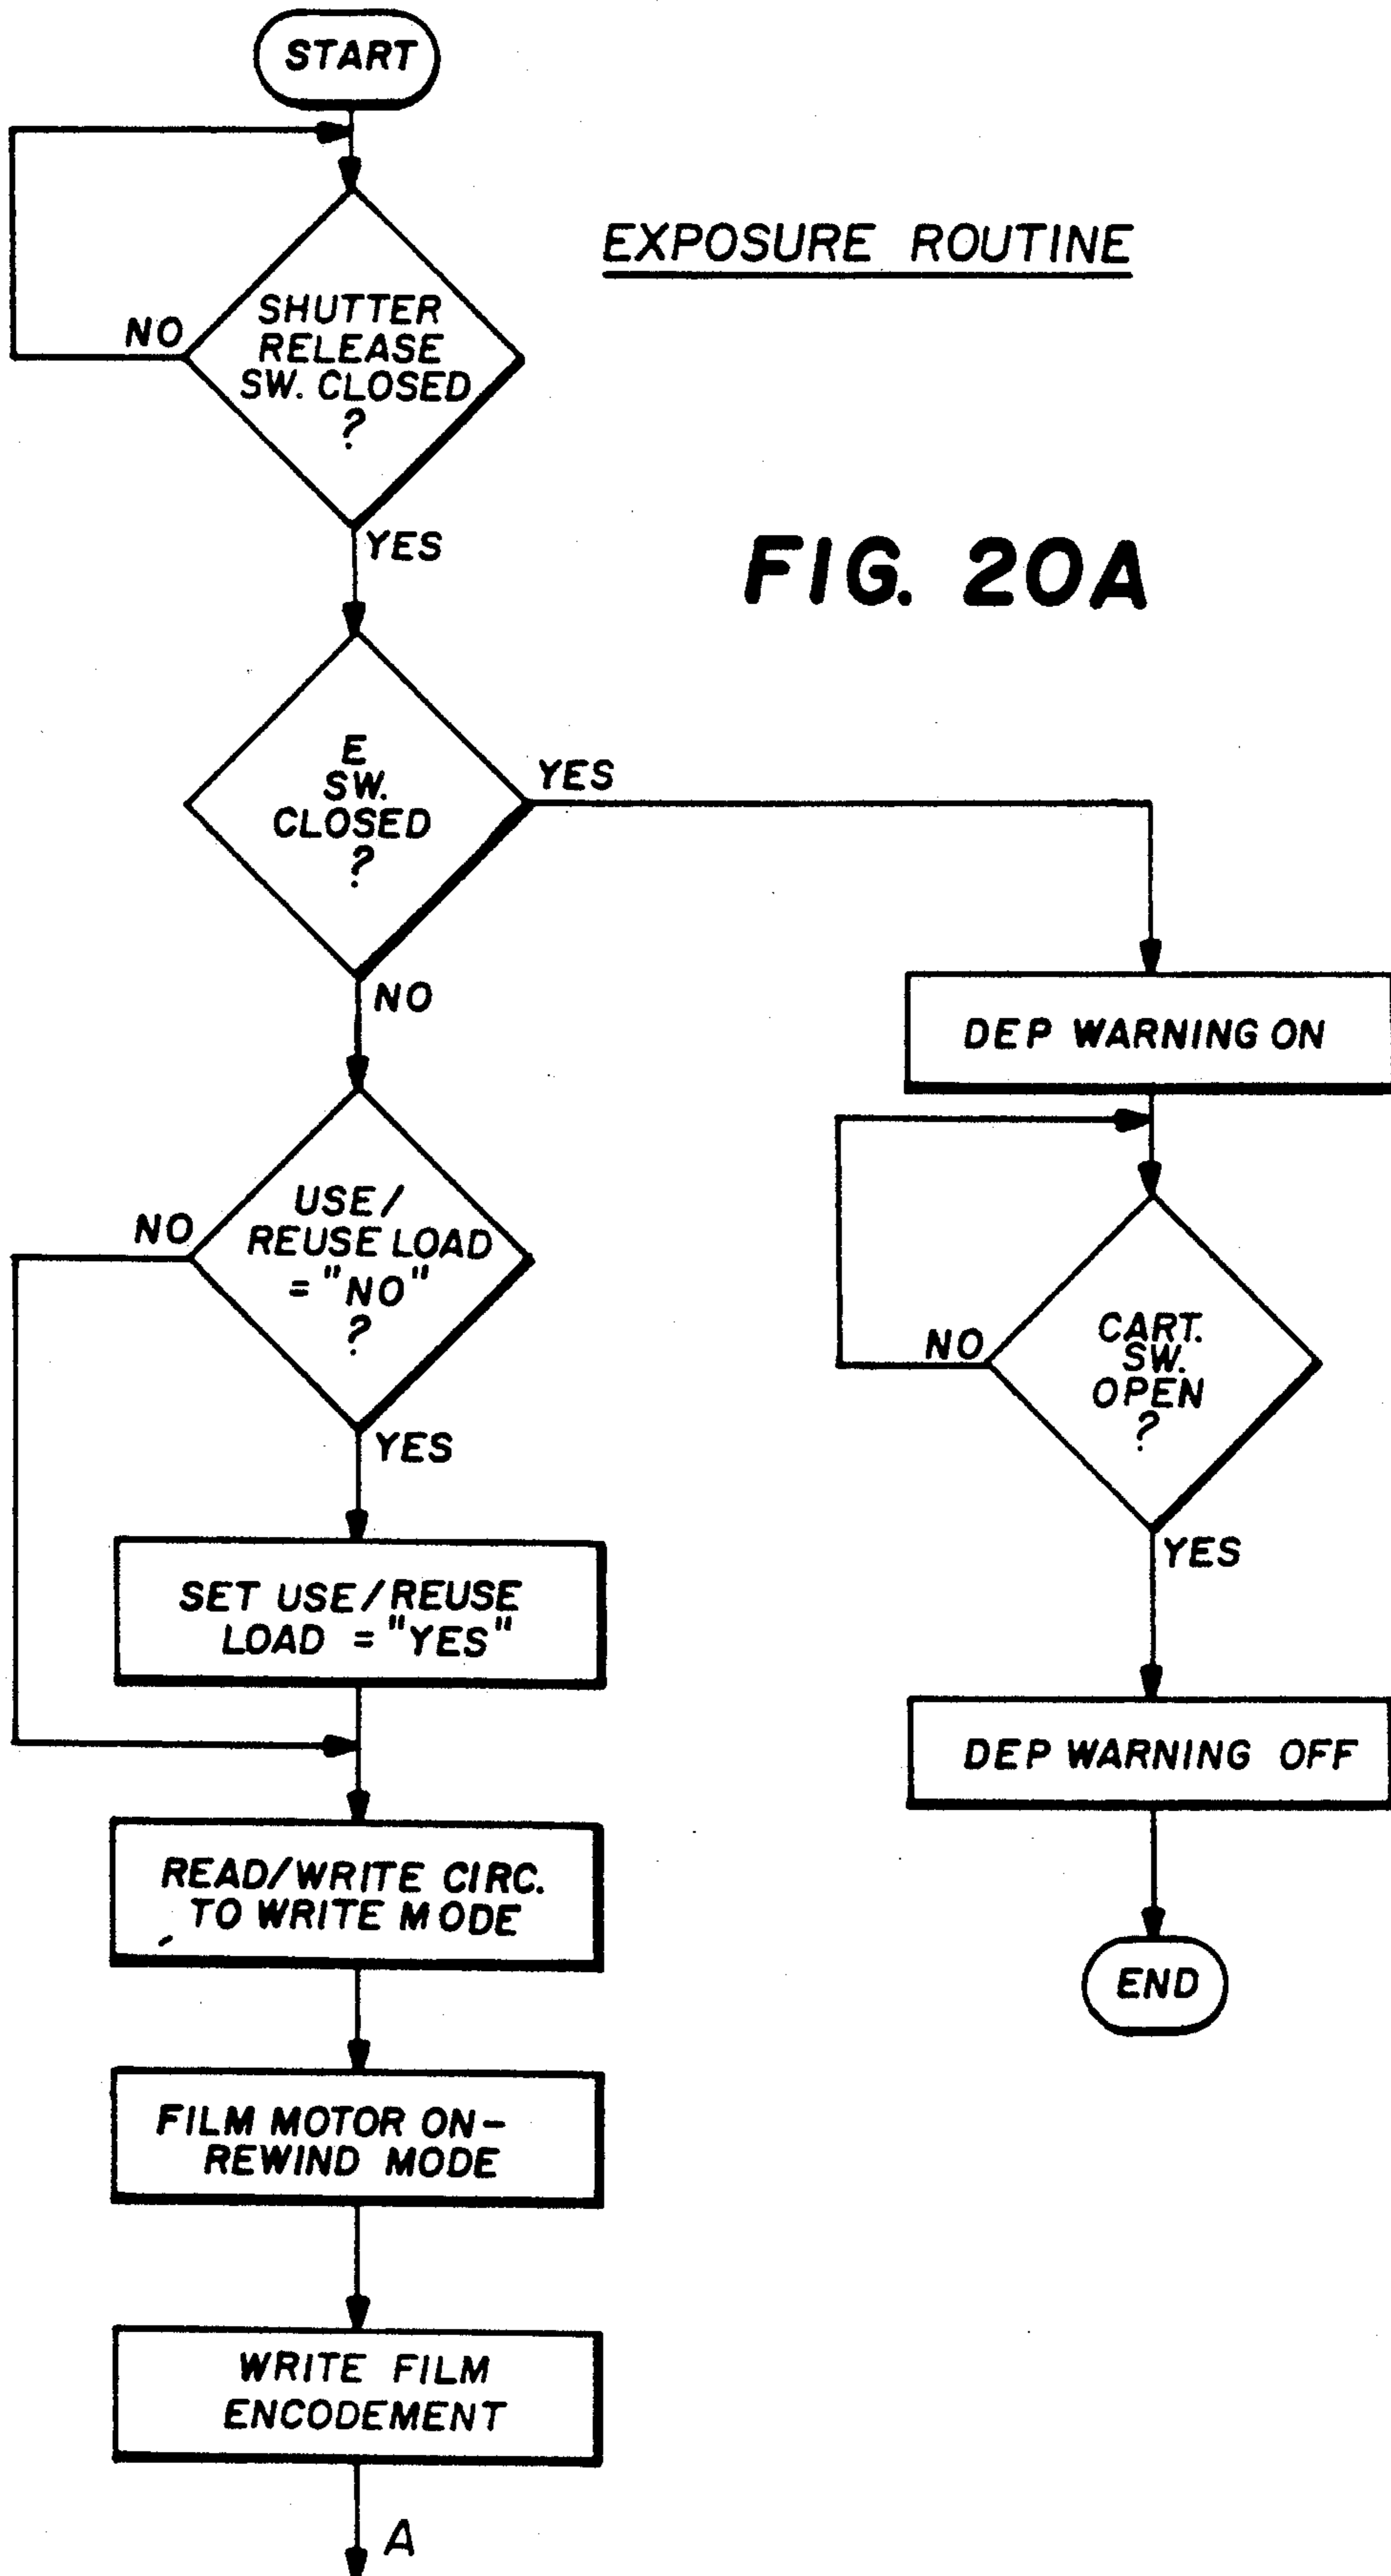 START
EXPOSURE ROUTINE
SHUTTER
RELEASE
SW. CLOSED
?
NO
YES
FIG. 20A
E
SW.
CLOSED
?
YES
NO
DEP WARNING ON
USE/
REUSE LOAD
= "NO"
?
NO
YES
CART.
SW.
OPEN
?
NO
YES
SET USE/REUSE
LOAD = "YES"
DEP WARNING OFF
READ/WRITE CIRC.
TO WRITE MODE
END
FILM MOTOR ON-
REWIND MODE
WRITE FILM
ENCODEMENT
A